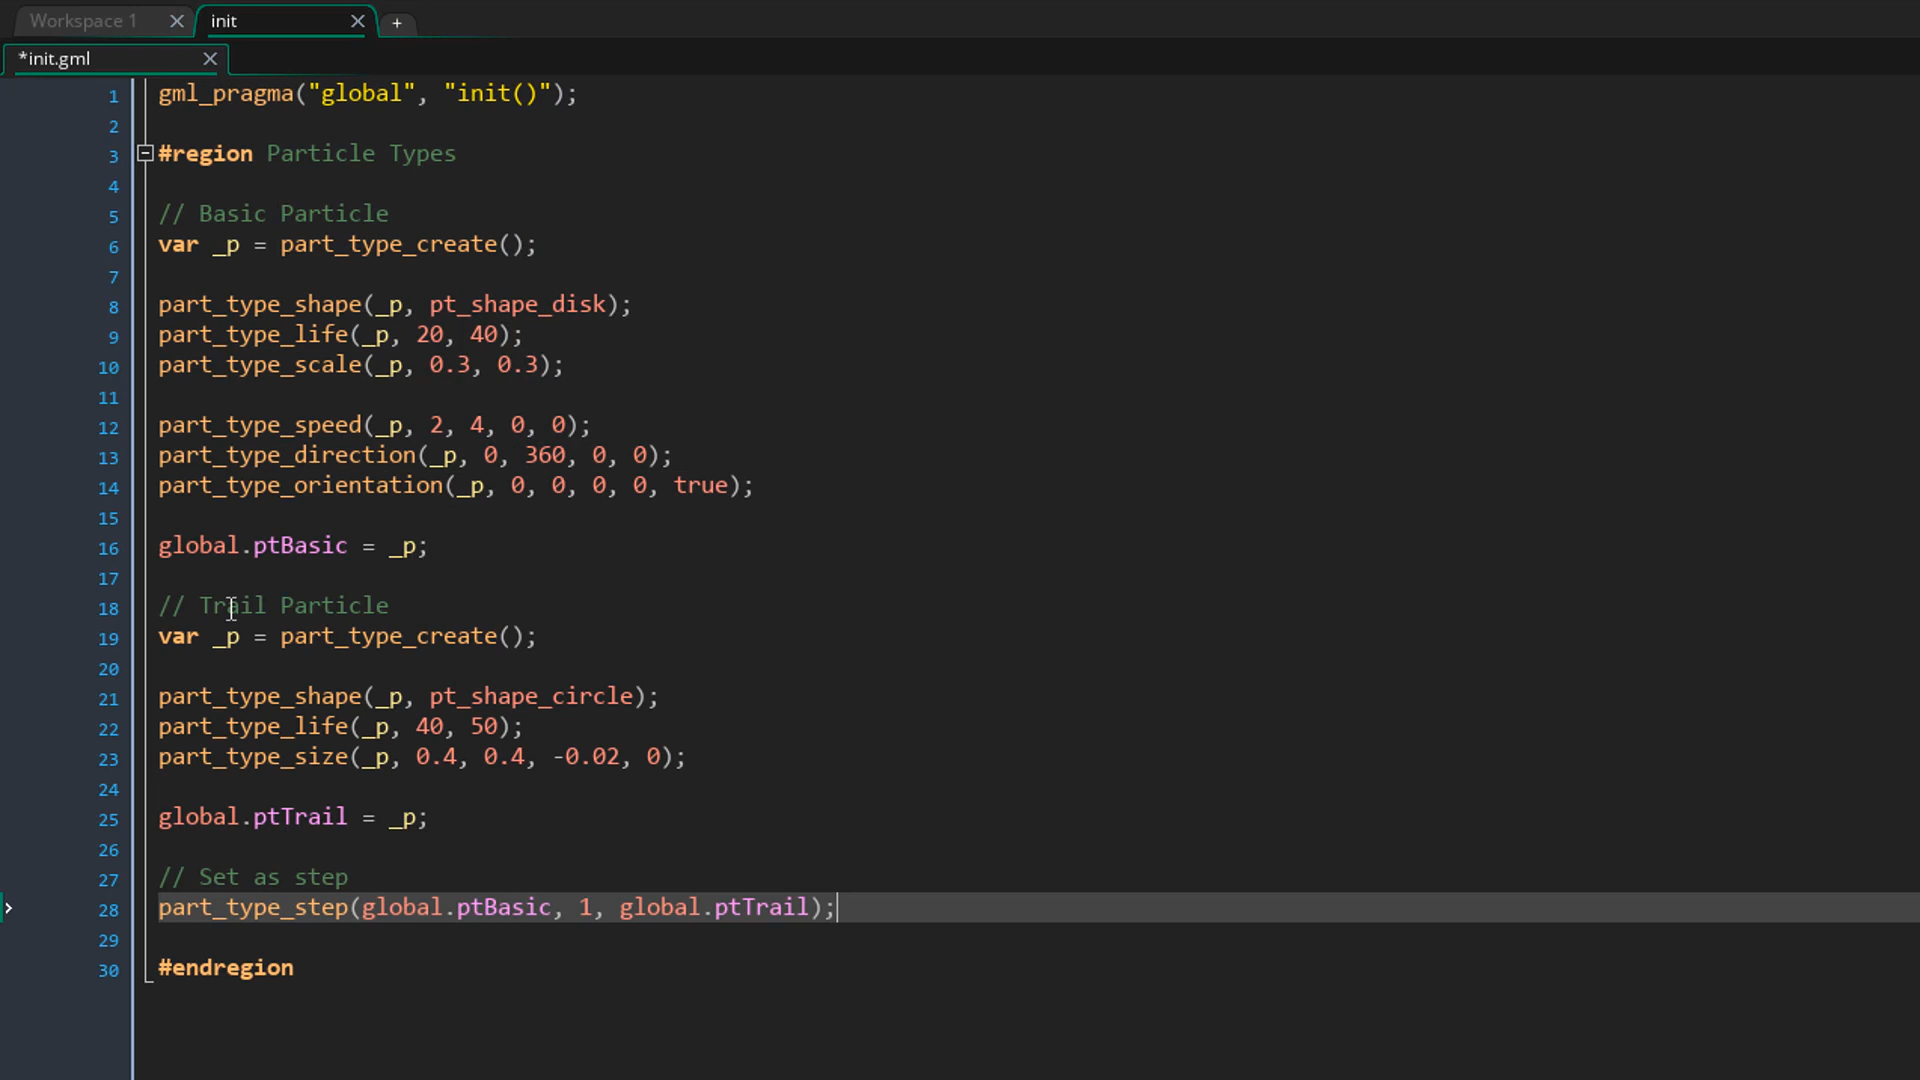 Workspace 1
init
+
*init.gml
1 gml_pragma("global", "init()");
2
3 #region Particle Types
4
5 // Basic Particle
6 var _p = part_type_create();
7
8 part_type_shape(_p, pt_shape_disk);
9 part_type_life(_p, 20, 40);
10 part_type_scale(_p, 0.3, 0.3);
11
12 part_type_speed(_p, 2, 4, 0, 0);
13 part_type_direction(_p, 0, 360, 0, 0);
14 part_type_orientation(_p, 0, 0, 0, 0, true);
15
16 global.ptBasic = _p;
17
18 // Trail Particle
19 var _p = part_type_create();
20
21 part_type_shape(_p, pt_shape_circle);
22 part_type_life(_p, 40, 50);
23 part_type_size(_p, 0.4, 0.4, -0.02, 0);
24
25 global.ptTrail = _p;
26
27 // Set as step
28 part_type_step(global.ptBasic, 1, global.ptTrail);
29
30 #endregion